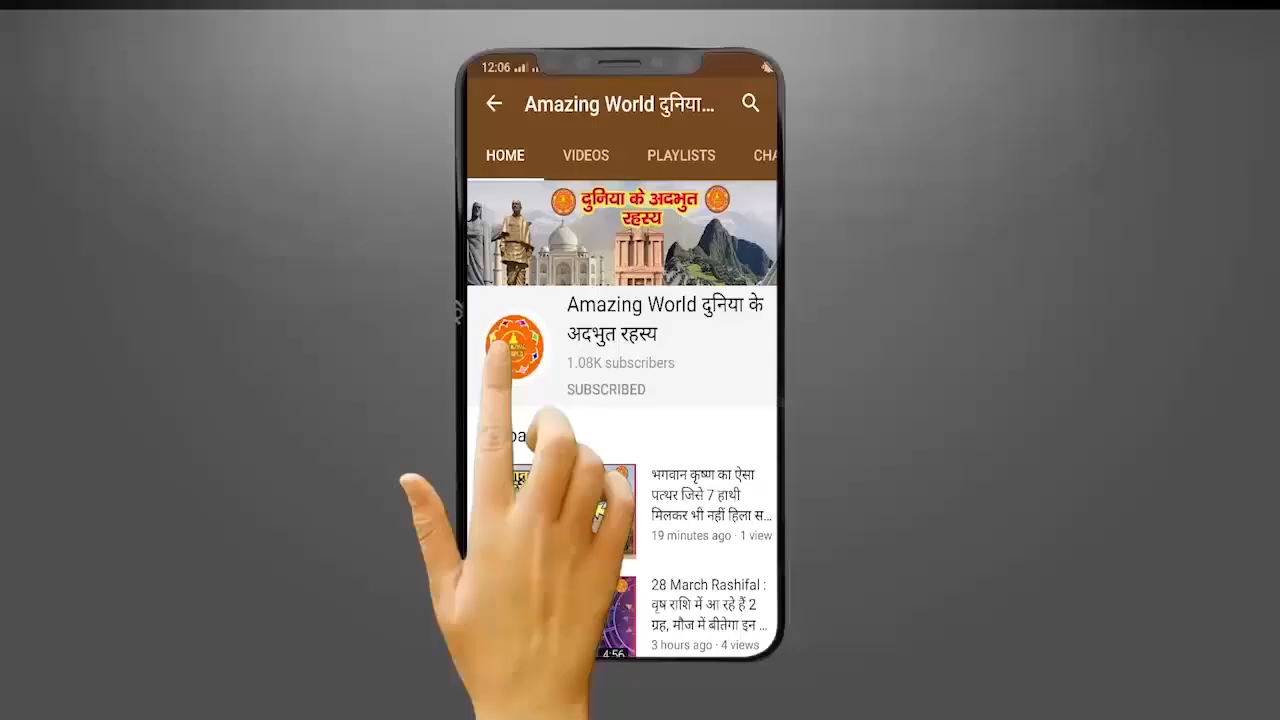 12:06
Amazing World दुनिया...
HOME VIDEOS PLAYLISTS CHA
दुनिया के अदभुत
रहस्य
Amazing World दुनिया के
अदभुत रहस्य
1.08K subscribers
SUBSCRIBED
भगवान कृष्ण का ऐसा
पत्थर जिसे 7 हाथी
मिलकर भी नहीं हिला स...
19 minutes ago · 1 view
28 March Rashifal :
वृष राशि में आ रहे हैं 2
ग्रह, मौज में बीतेगा इन ...
3 hours ago · 4 views
4:56